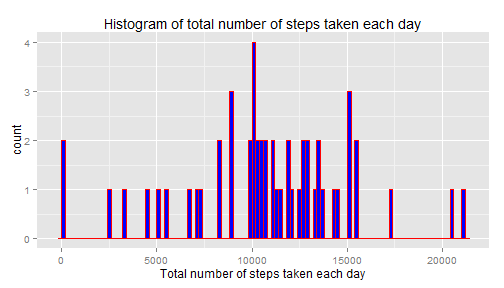 Histogram of total number of steps taken each day
count
4
3
2
1
0
0 5000 10000 15000 20000
Total number of steps taken each day